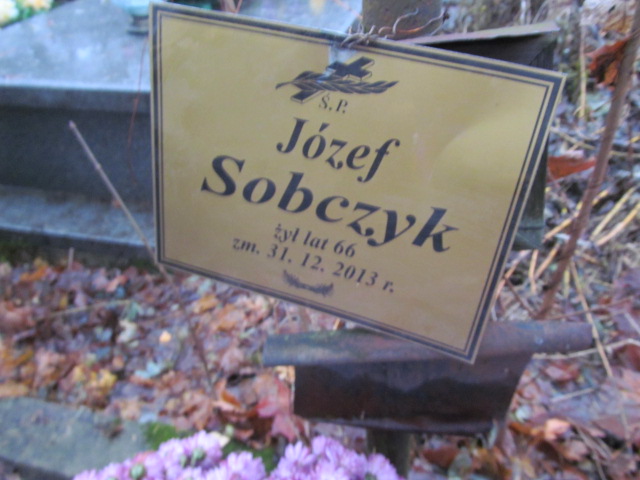 Ś.P.
Józef
Sobczyk
żył lat 66
zm. 31. 12. 2013 r.